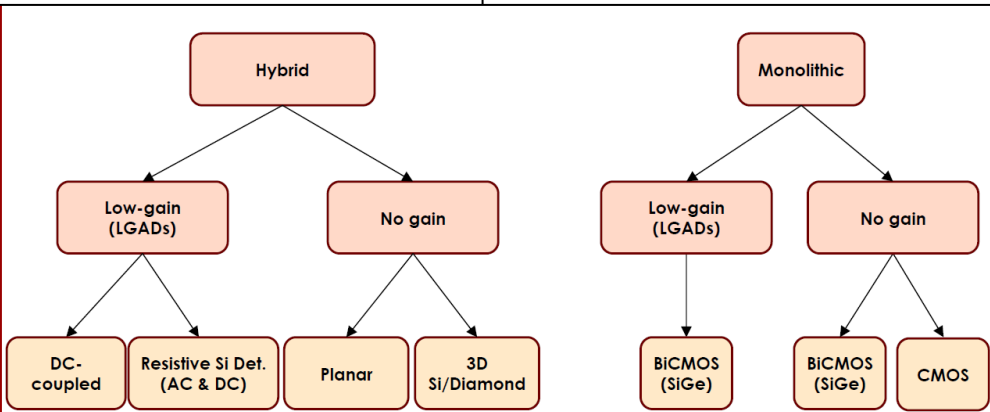 Hybrid
Monolithic
Low-gain
(LGADs)
No gain
Low-gain
(LGADs)
No gain
DC-
coupled
Resistive Si Det.
(AC & DC)
Planar
3D
Si/Diamond
BiCMOS
(SiGe)
BiCMOS
(SiGe)
CMOS